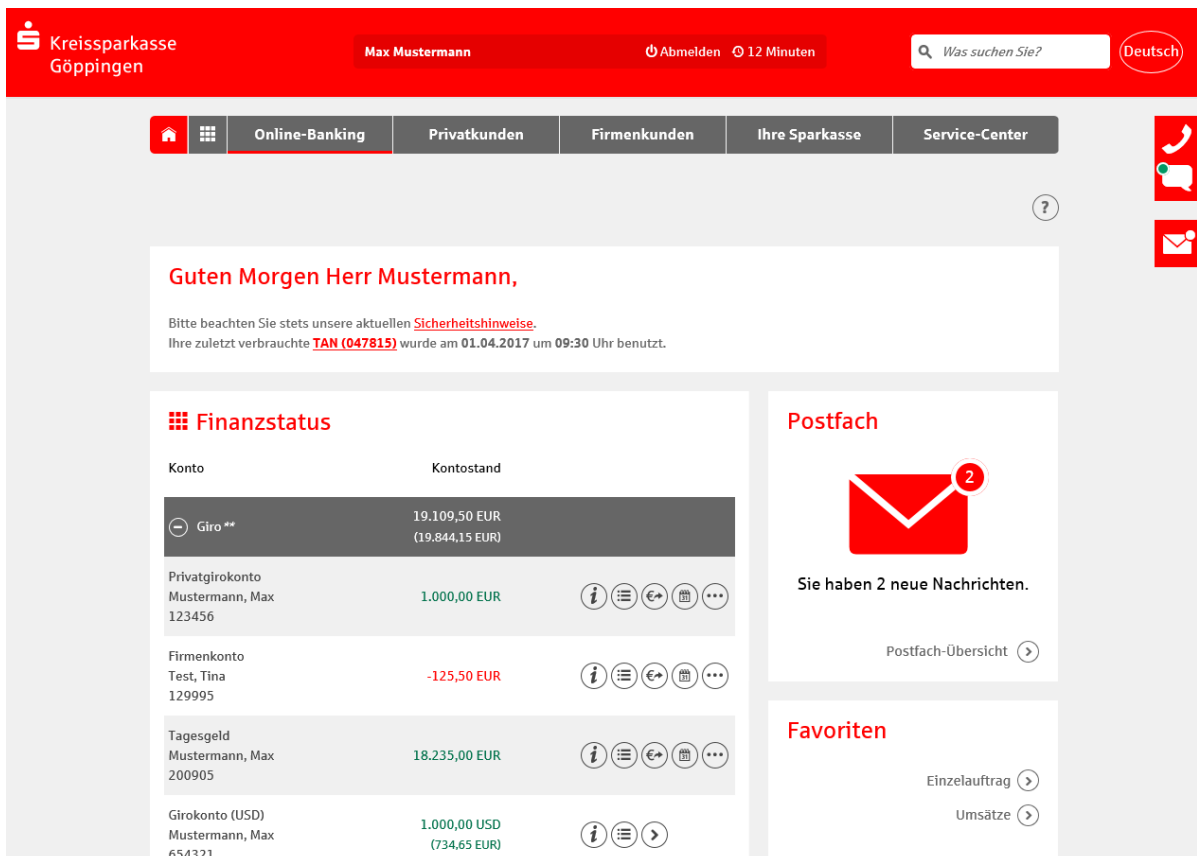 Kreissparkasse
Göppingen
Max Mustermann Abmelden 12 Minuten
Was suchen Sie?
Deutsch
Online-Banking Privatkunden Firmenkunden Ihre Sparkasse Service-Center
?
Guten Morgen Herr Mustermann,
Bitte beachten Sie stets unsere aktuellen Sicherheitshinweise.
Ihre zuletzt verbrauchte TAN (047815) wurde am 01.04.2017 um 09:30 Uhr benutzt.
Finanzstatus
Konto Kontostand
Giro** 19.109,50 EUR
(19.844,15 EUR)
Privatgirokonto
Mustermann, Max 1.000,00 EUR
123456
Firmenkonto
Test, Tina -125,50 EUR
129995
Tagesgeld
Mustermann, Max 18.235,00 EUR
200905
Girokonto (USD)
Mustermann, Max 1.000,00 USD
(734,65 EUR)
654321
Postfach
2
Sie haben 2 neue Nachrichten.
Postfach-Übersicht
Favoriten
Einzelauftrag
Umsätze